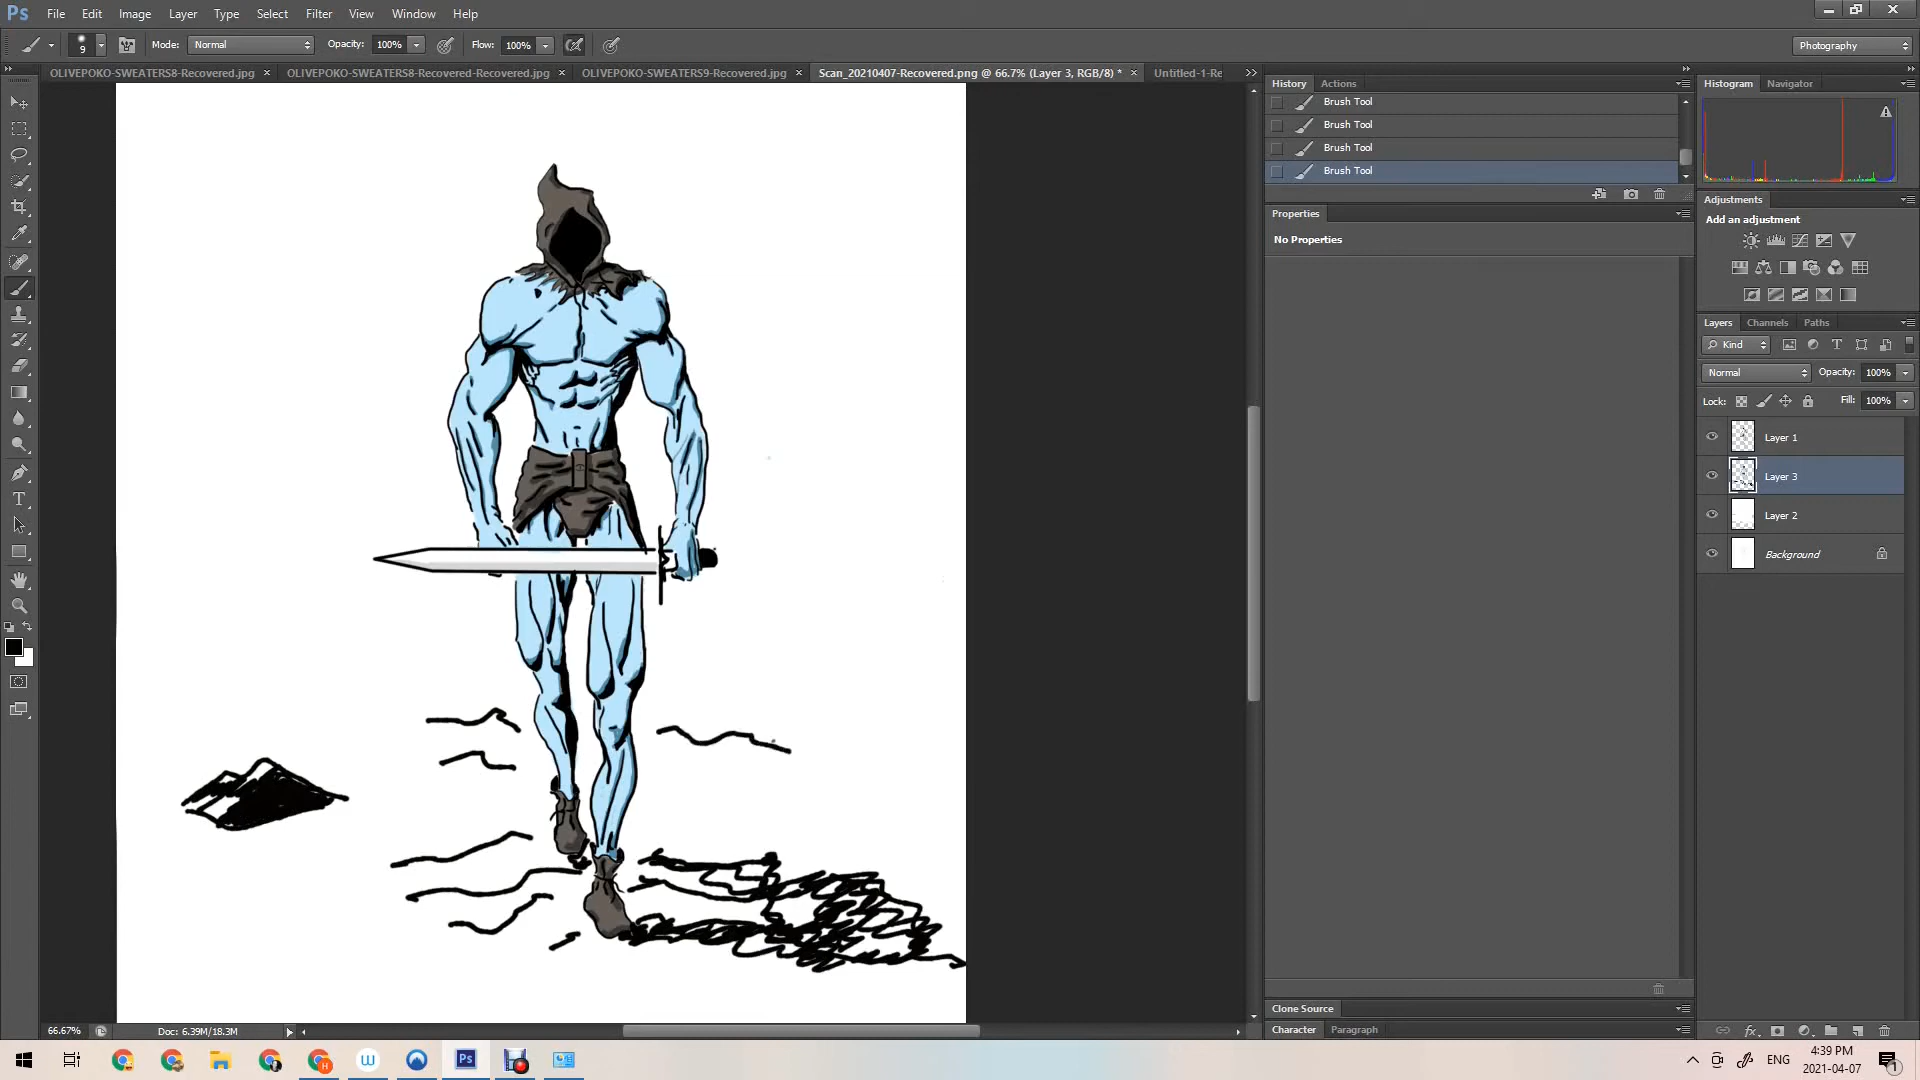 Ps File Edit Image Layer Type Select Filter View Window Help
9 Mode: Normal Opacity: 100% Flow: 100% Photography
OLIVEPOKO-SWEATERS8-Recovered.jpg × OLIVEPOKO-SWEATERS8-Recovered-Recovered.jpg × OLIVEPOKO-SWEATERS9-Recovered.jpg × Scan_20210407-Recovered.png @ 66.7% (Layer 3, RGB/8) * × Untitled-1-Re
History Actions
Brush Tool
Brush Tool
Brush Tool
Brush Tool
Properties
No Properties
Histogram Navigator
Adjustments
Add an adjustment
Layers Channels Paths
Kind
Normal Opacity: 100%
Lock: Fill: 100%
Layer 1
Layer 3
Layer 2
Background
Clone Source
Character Paragraph
66.67% Doc: 6.39M/18.3M
Ps ENG 4:39 PM
2021-04-07
1